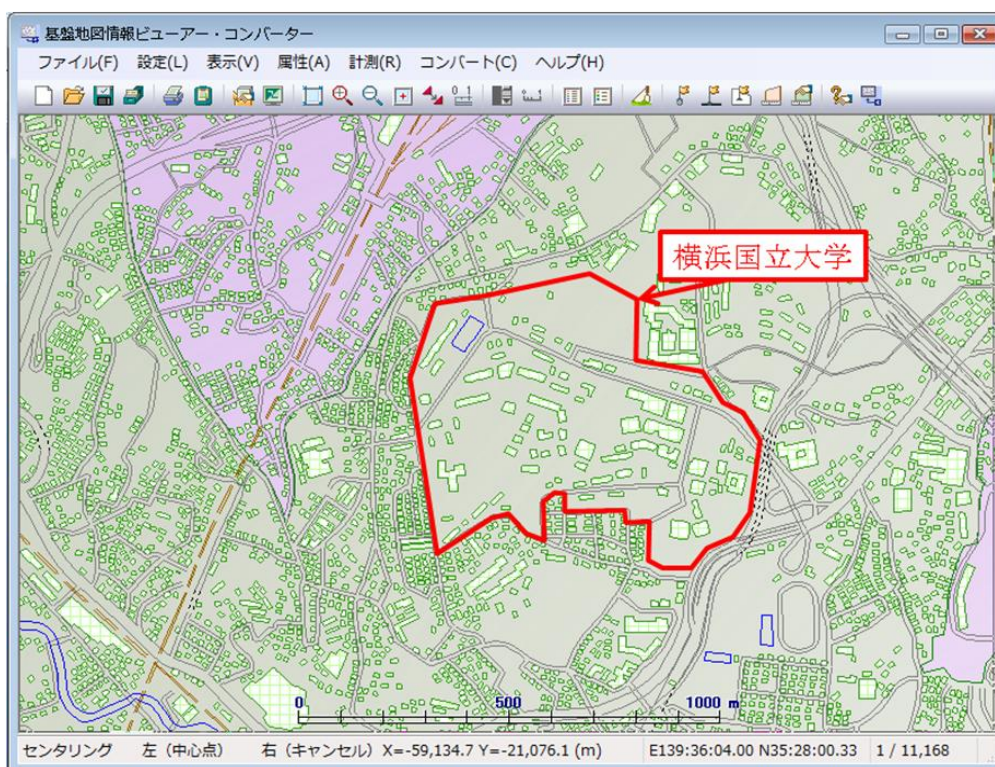 基盤地図情報ビューアー・コンバーター
ファイル(F) 設定(L) 表示(V) 属性(A) 計測(R) コンバート(C) ヘルプ(H)
横浜国立大学
0 500 1000 m
センタリング 左（中心点） 右（キャンセル） X=-59,134.7 Y=-21,076.1 (m) E139:36:04.00 N35:28:00.33 1 / 11,168